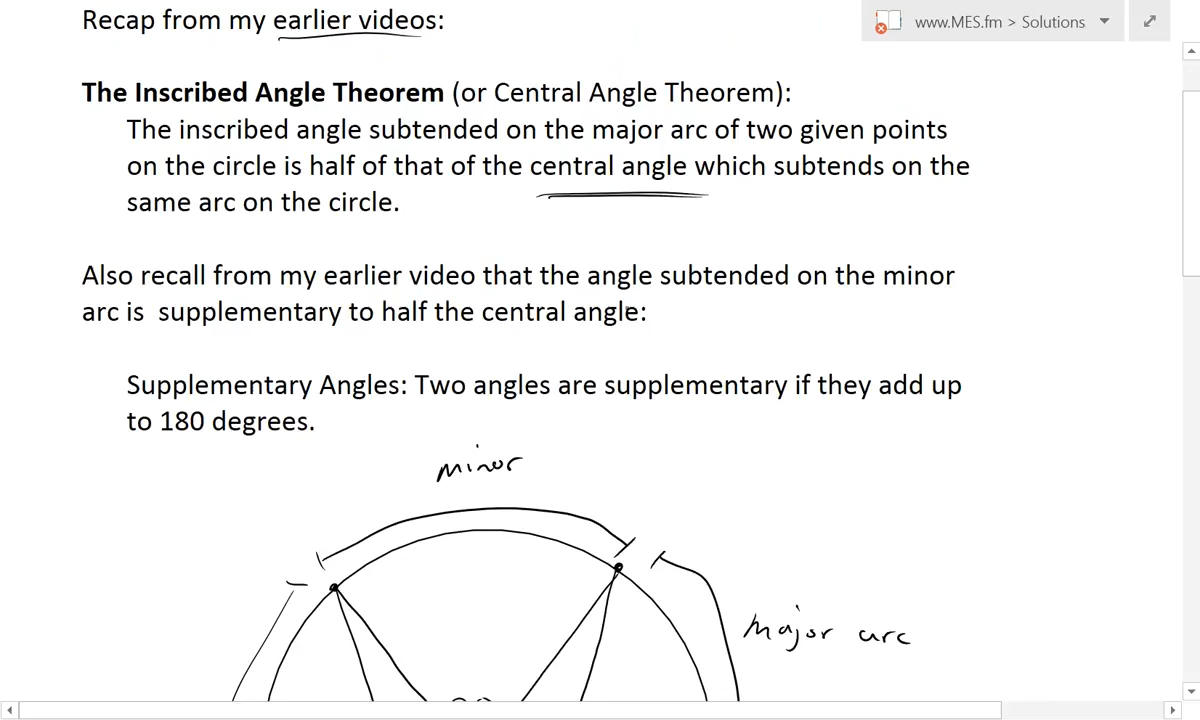 Recap from my earlier videos:
www.MES.fm > Solutions
The Inscribed Angle Theorem (or Central Angle Theorem):
The inscribed angle subtended on the major arc of two given points
on the circle is half of that of the central angle which subtends on the
same arc on the circle.
Also recall from my earlier video that the angle subtended on the minor
arc is  supplementary to half the central angle:
Supplementary Angles: Two angles are supplementary if they add up
to 180 degrees.
minor
major arc